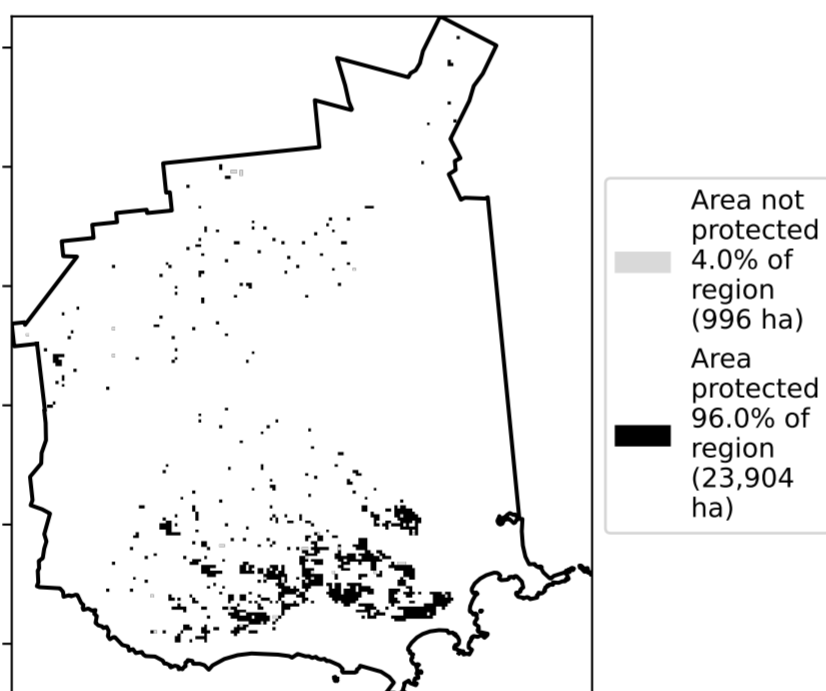 Area not
protected
4.0% of
region
(996 ha)
Area
protected
96.0% of
region
(23,904
ha)